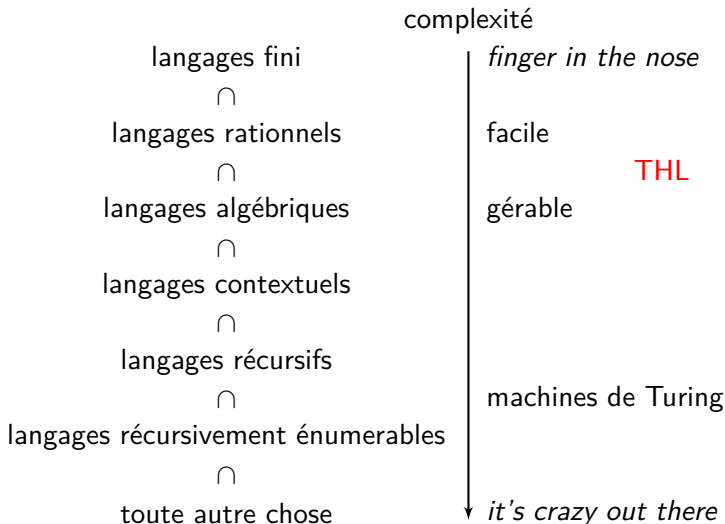 complexité
langages fini finger in the nose
∩
langages rationnels facile
∩ THL
langages algébriques gérable
∩
langages contextuels
∩
langages récursifs
∩ machines de Turing
langages récursivement énumerables
∩
toute autre chose it's crazy out there